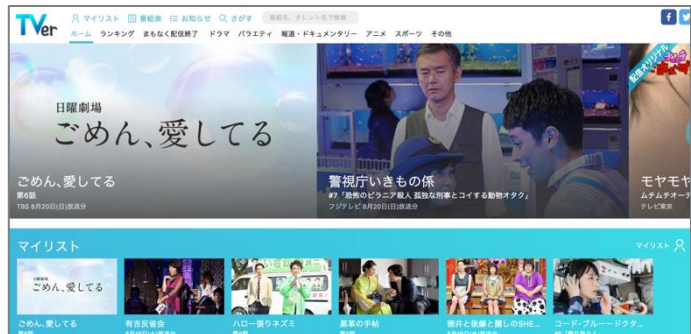 TVer
マイリスト 番組表 お知らせ さがす 番組名、タレント名で検索
ホーム ランキング まもなく配信終了 ドラマ バラエティ 報道・ドキュメンタリー アニメ スポーツ その他
日曜劇場
ごめん、愛してる
ごめん、愛してる
第6話
TBS 8月20日(日)放送分
警視庁いきもの係
#7「恐怖のピラニア殺人 孤独な刑事とコイする動物オタク」
フジテレビ 8月20日(日)放送分
配信オリジナル
モヤモヤ
ムチムチオーデ
テレビ東京
マイリスト
マイリスト
ごめん、愛してる
ごめん、愛してる
有吉反省会
ハロー張りネズミ
黒革の手帖
徳井と後藤と麗しのSHE...
コード・ブルーードクタ...